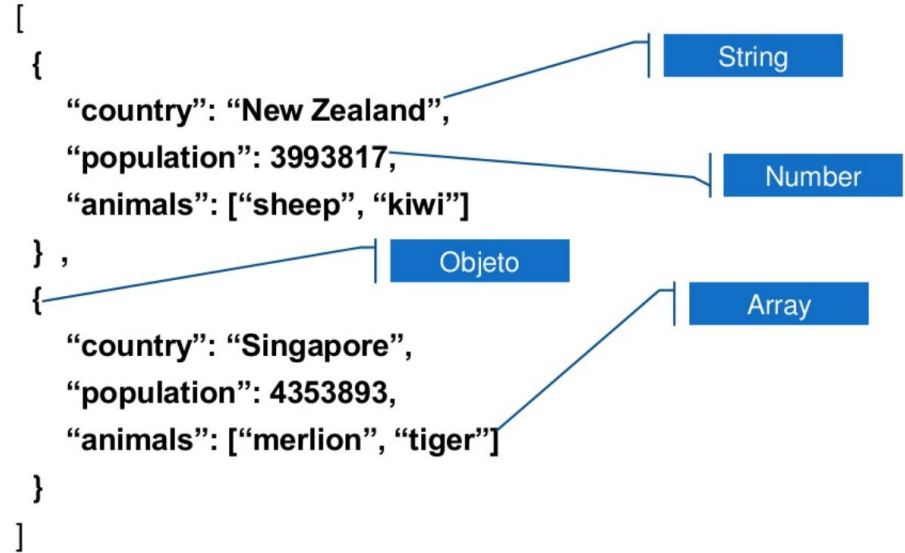 [
{
String
“country”: “New Zealand”,
“population”: 3993817,
Number
“animals”: [“sheep”, “kiwi”]
} ,
Objeto
{
Array
“country”: “Singapore”,
“population”: 4353893,
“animals”: [“merlion”, “tiger”]
}
]